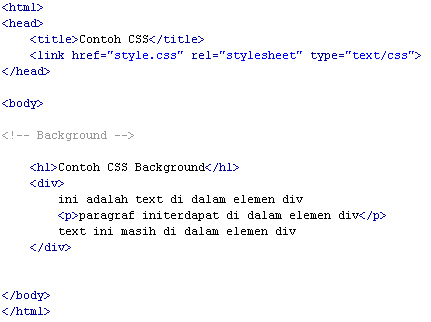 <html>
<head>
<title>Contoh CSS</title>
<link href="style.css" rel="stylesheet" type="text/css">
</head>
<body>
<!-- Background -->
<h1>Contoh CSS Background</h1>
<div>
ini adalah text di dalam elemen div
<p>paragraf initerdapat di dalam elemen div</p>
text ini masih di dalam elemen div
</div>
</body>
</html>